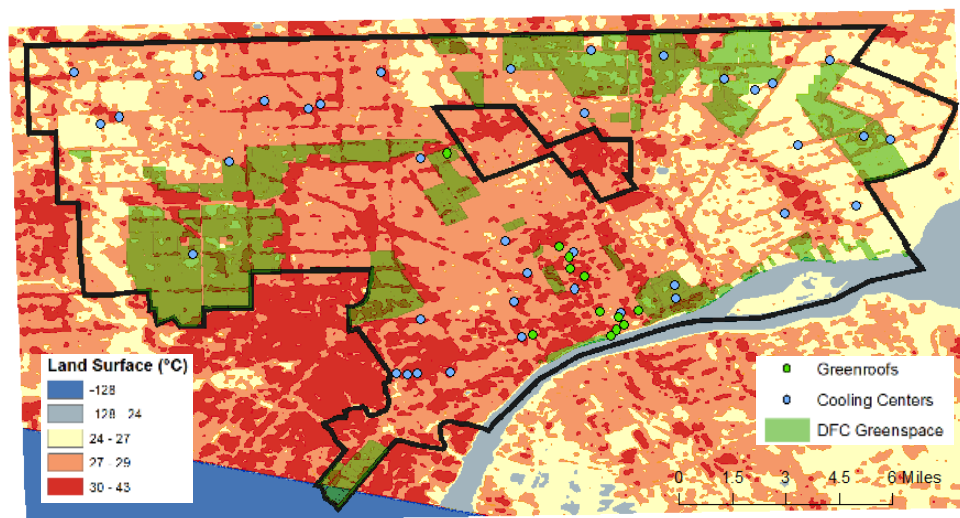 Land Surface (°C)
-128
-128 - 24
24 - 27
27 - 29
30 - 43
Greenroofs
Cooling Centers
DFC Greenspace
0 1.5 3 4.5 6 Miles